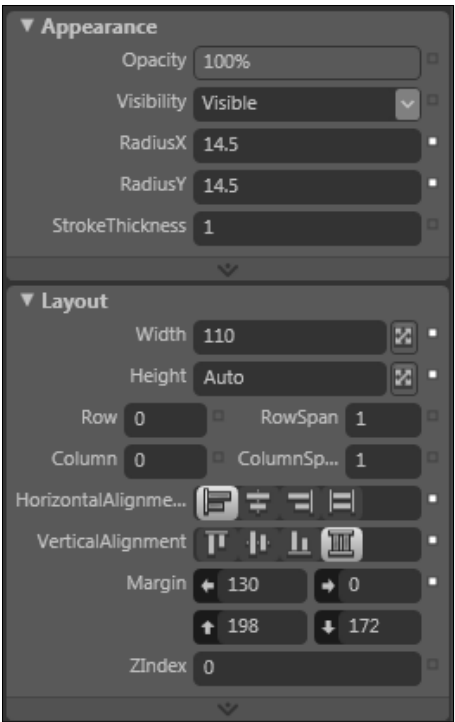 Appearance
Opacity 100%
Visibility Visible
RadiusX 14.5
RadiusY 14.5
StrokeThickness 1
Layout
Width 110
Height Auto
Row 0 RowSpan 1
Column 0 ColumnSp... 1
HorizontalAlignme...
VerticalAlignment
Margin 130 0
198 172
ZIndex 0